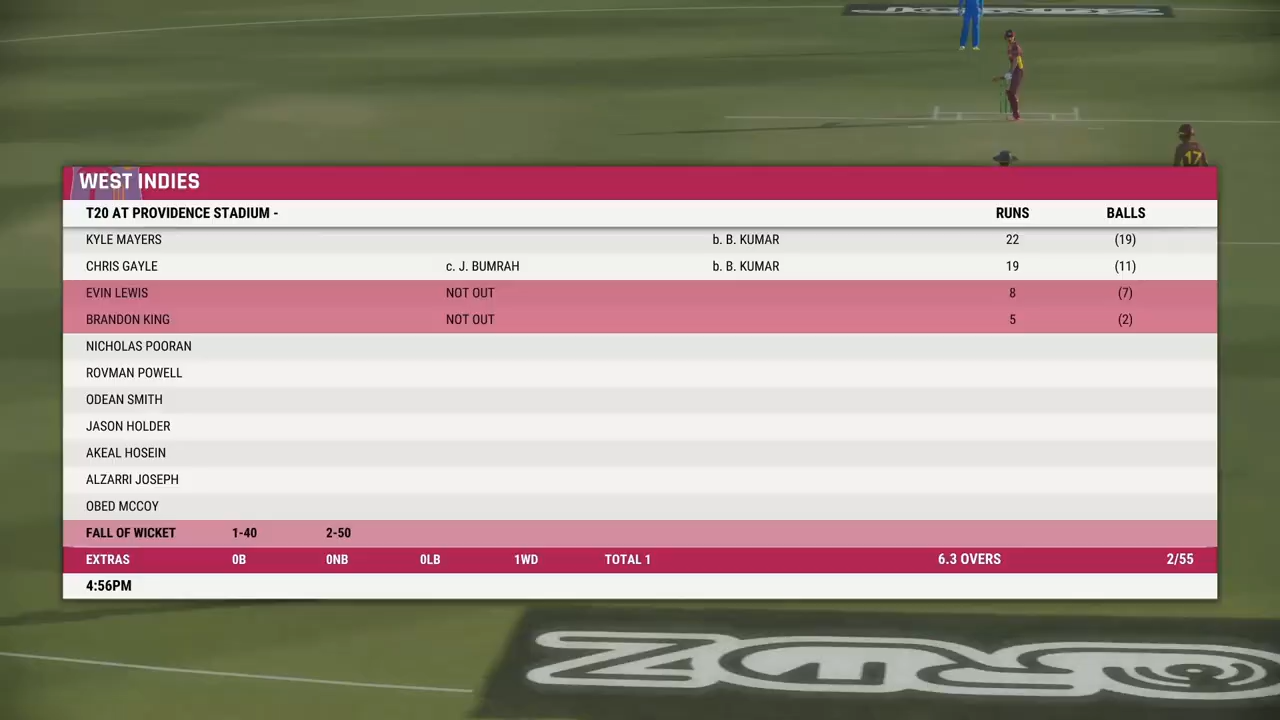 17
WEST INDIES
T20 AT PROVIDENCE STADIUM - RUNS BALLS
KYLE MAYERS b. B. KUMAR 22 (19)
CHRIS GAYLE c. J. BUMRAH b. B. KUMAR 19 (11)
EVIN LEWIS NOT OUT 8 (7)
BRANDON KING NOT OUT 5 (2)
NICHOLAS POORAN
ROVMAN POWELL
ODEAN SMITH
JASON HOLDER
AKEAL HOSEIN
ALZARRI JOSEPH
OBED MCCOY
FALL OF WICKET 1-40 2-50
EXTRAS 0B 0NB 0LB 1WD TOTAL 1 6.3 OVERS 2/55
4:56PM